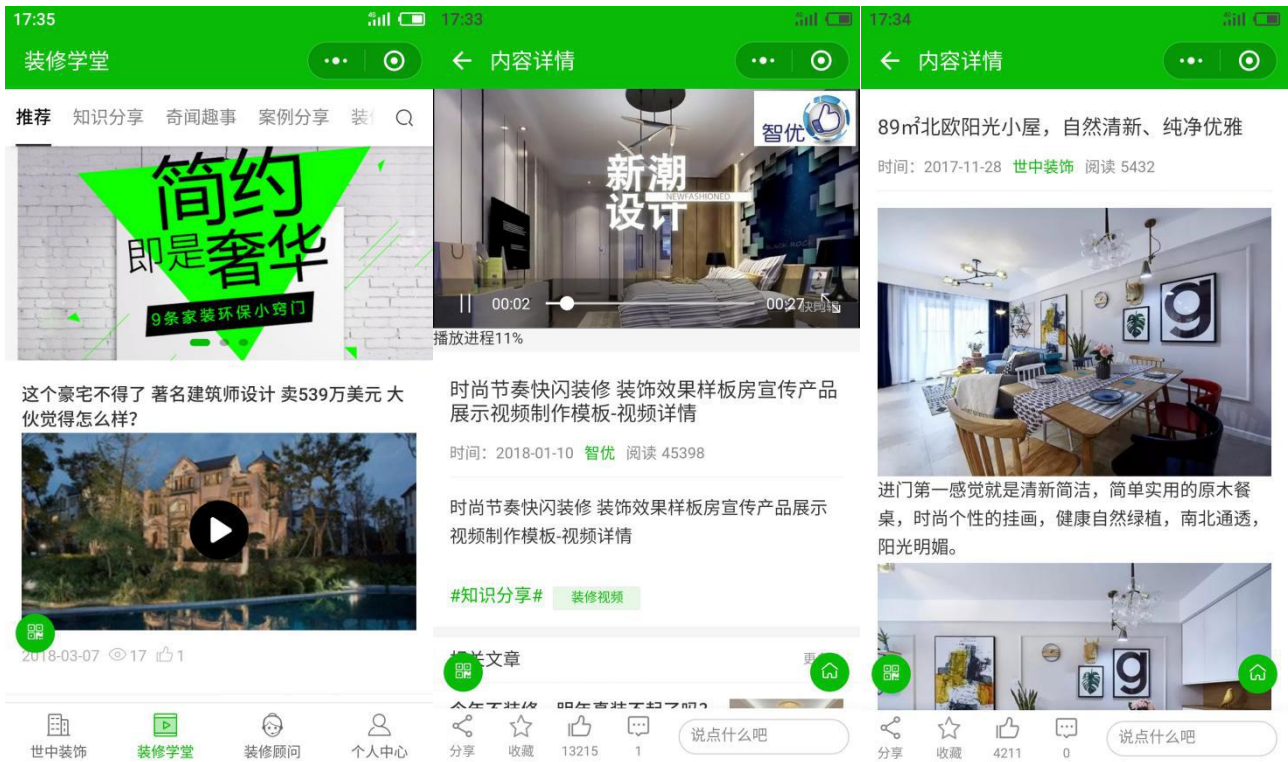 17:35
装修学堂
推荐 知识分享 奇闻趣事 案例分享
简约
即是奢华
9条家装环保小窍门
这个豪宅不得了 著名建筑师设计 卖539万美元 大
伙觉得怎么样?
2018-03-07 17 1
世中装饰 装修学堂 装修顾问 个人中心
17:33
内容详情
智优
新潮
NEWFASHIONED
设计
00:02 00:27
播放进程11%
时尚节奏快闪装修 装饰效果样板房宣传产品
展示视频制作模板-视频详情
时间：2018-01-10 智优 阅读 45398
时尚节奏快闪装修 装饰效果样板房宣传产品展示
视频制作模板-视频详情
#知识分享# 装修视频
相关文章
今年不装修，明年真装不起了吗?
分享 收藏 13215 1 说点什么吧
17:34
内容详情
89㎡北欧阳光小屋，自然清新、纯净优雅
时间：2017-11-28 世中装饰 阅读 5432
进门第一感觉就是清新简洁，简单实用的原木餐
桌，时尚个性的挂画，健康自然绿植，南北通透，
阳光明媚。
分享 收藏 4211 0 说点什么吧